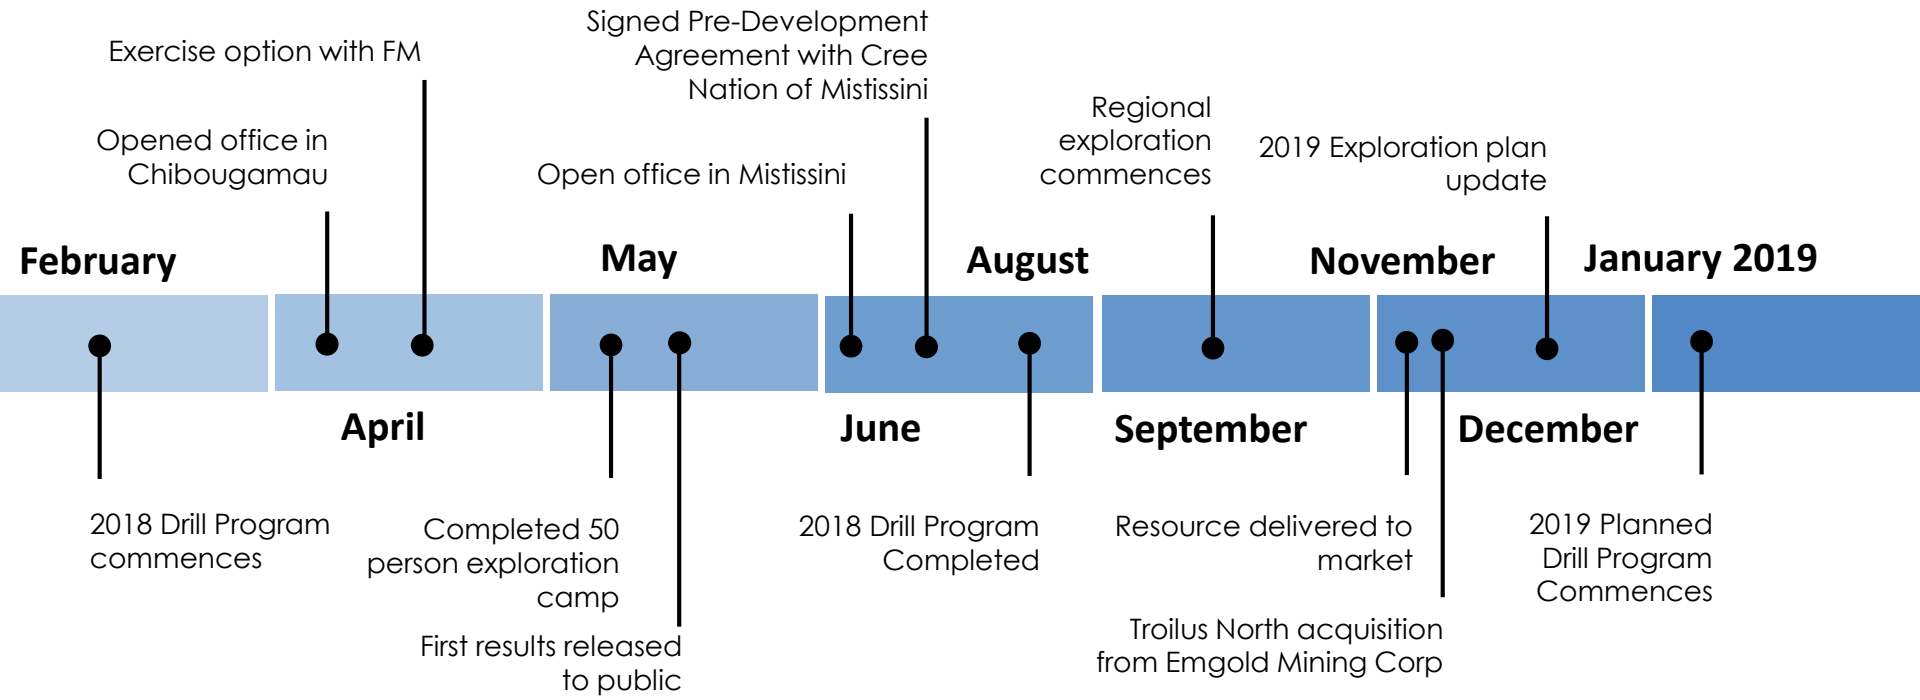 Exercise option with FM
Signed Pre-Development
Agreement with Cree
Nation of Mistissini
Opened office in
Chibougamau
Open office in Mistissini
Regional
exploration
commences
2019 Exploration plan
update
February
May
August
November
January 2019
April
June
September
December
2018 Drill Program
commences
Completed 50
person exploration
camp
First results released
to public
2018 Drill Program
Completed
Resource delivered to
market
Troilus North acquisition
from Emgold Mining Corp
2019 Planned
Drill Program
Commences